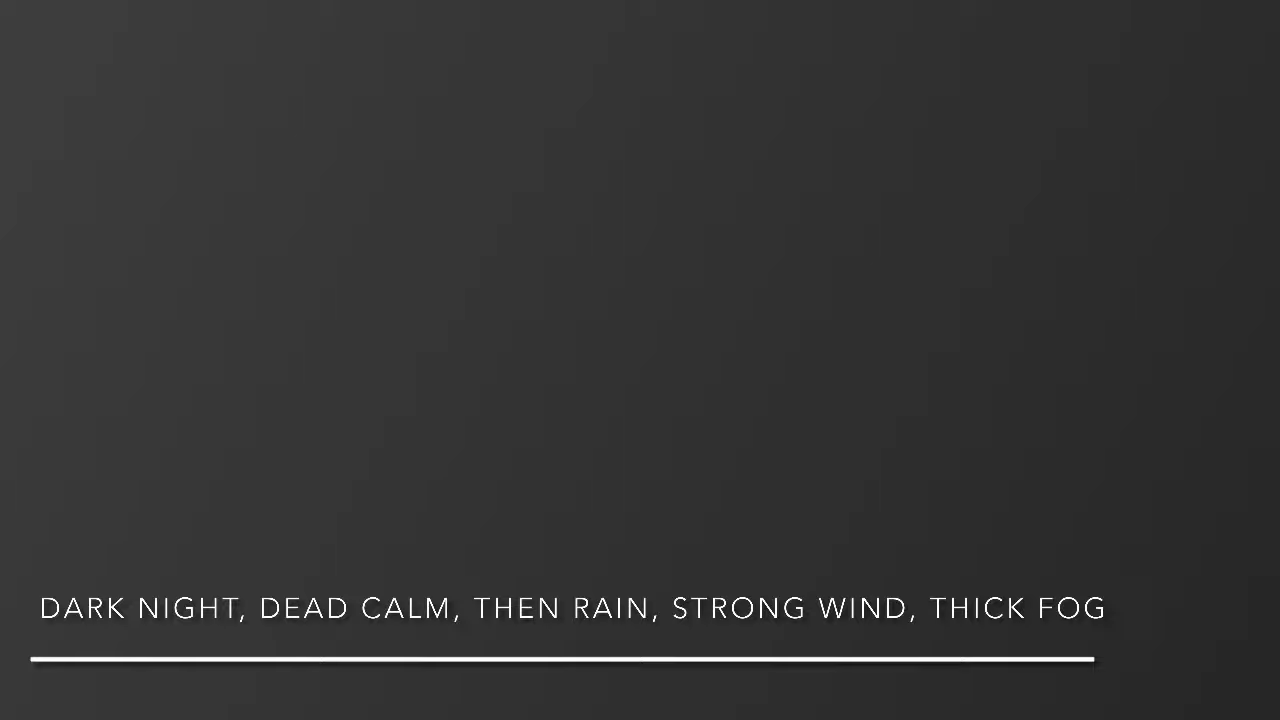 DARK NIGHT, DEAD CALM, THEN RAIN, STRONG WIND, THICK FOG